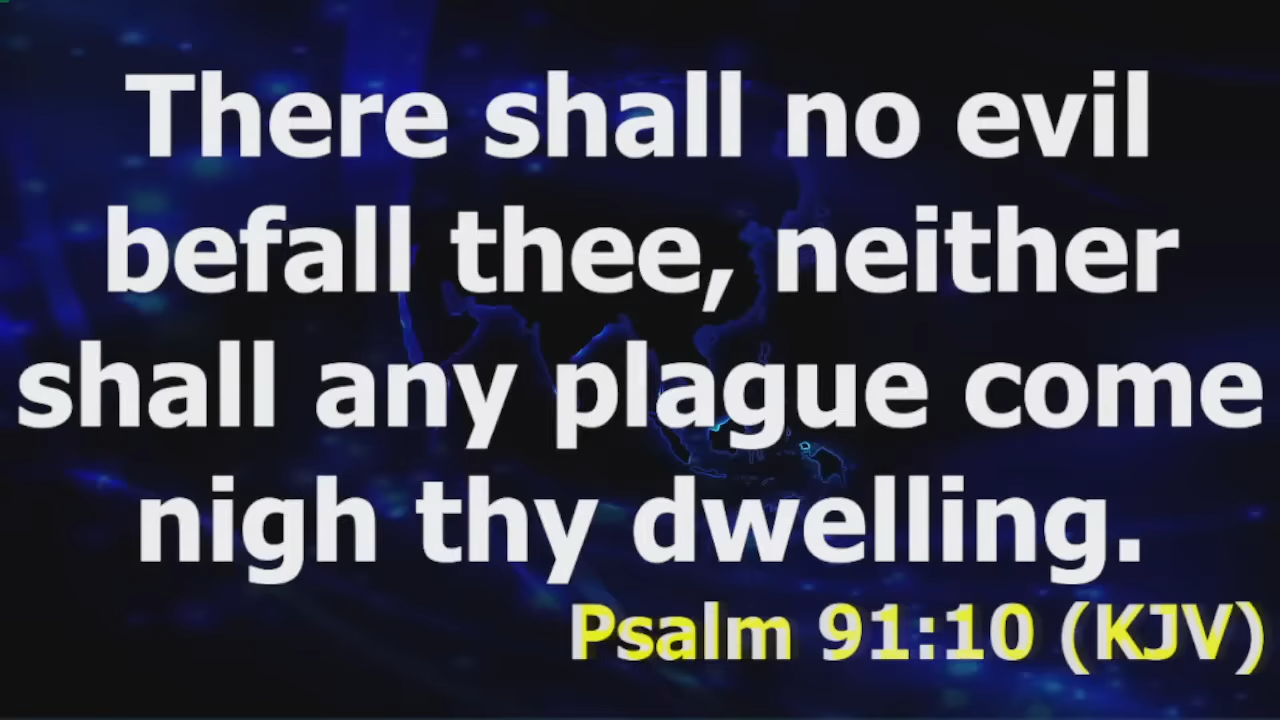 There shall no evil
befall thee, neither
shall any plague come
nigh thy dwelling.
Psalm 91:10 (KJV)